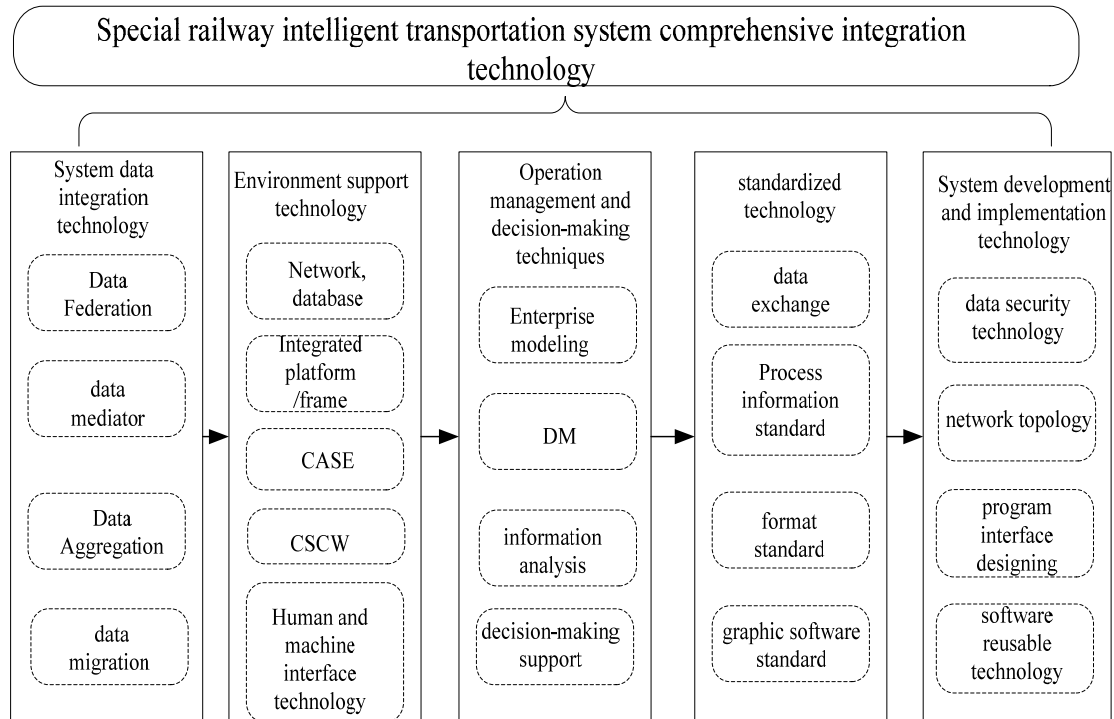 Special railway intelligent transportation system comprehensive integration
technology
System data
integration
technology
Data
Federation
data
mediator
Data
Aggregation
data
migration
Environment support
technology
Network,
database
Integrated
platform
/frame
CASE
CSCW
Human and
machine
interface
technology
Operation
management and
decision-making
techniques
Enterprise
modeling
DM
information
analysis
decision-making
support
standardized
technology
data
exchange
Process
information
standard
format
standard
graphic software
standard
System development
and implementation
technology
data security
technology
network topology
program
interface
designing
software
reusable
technology